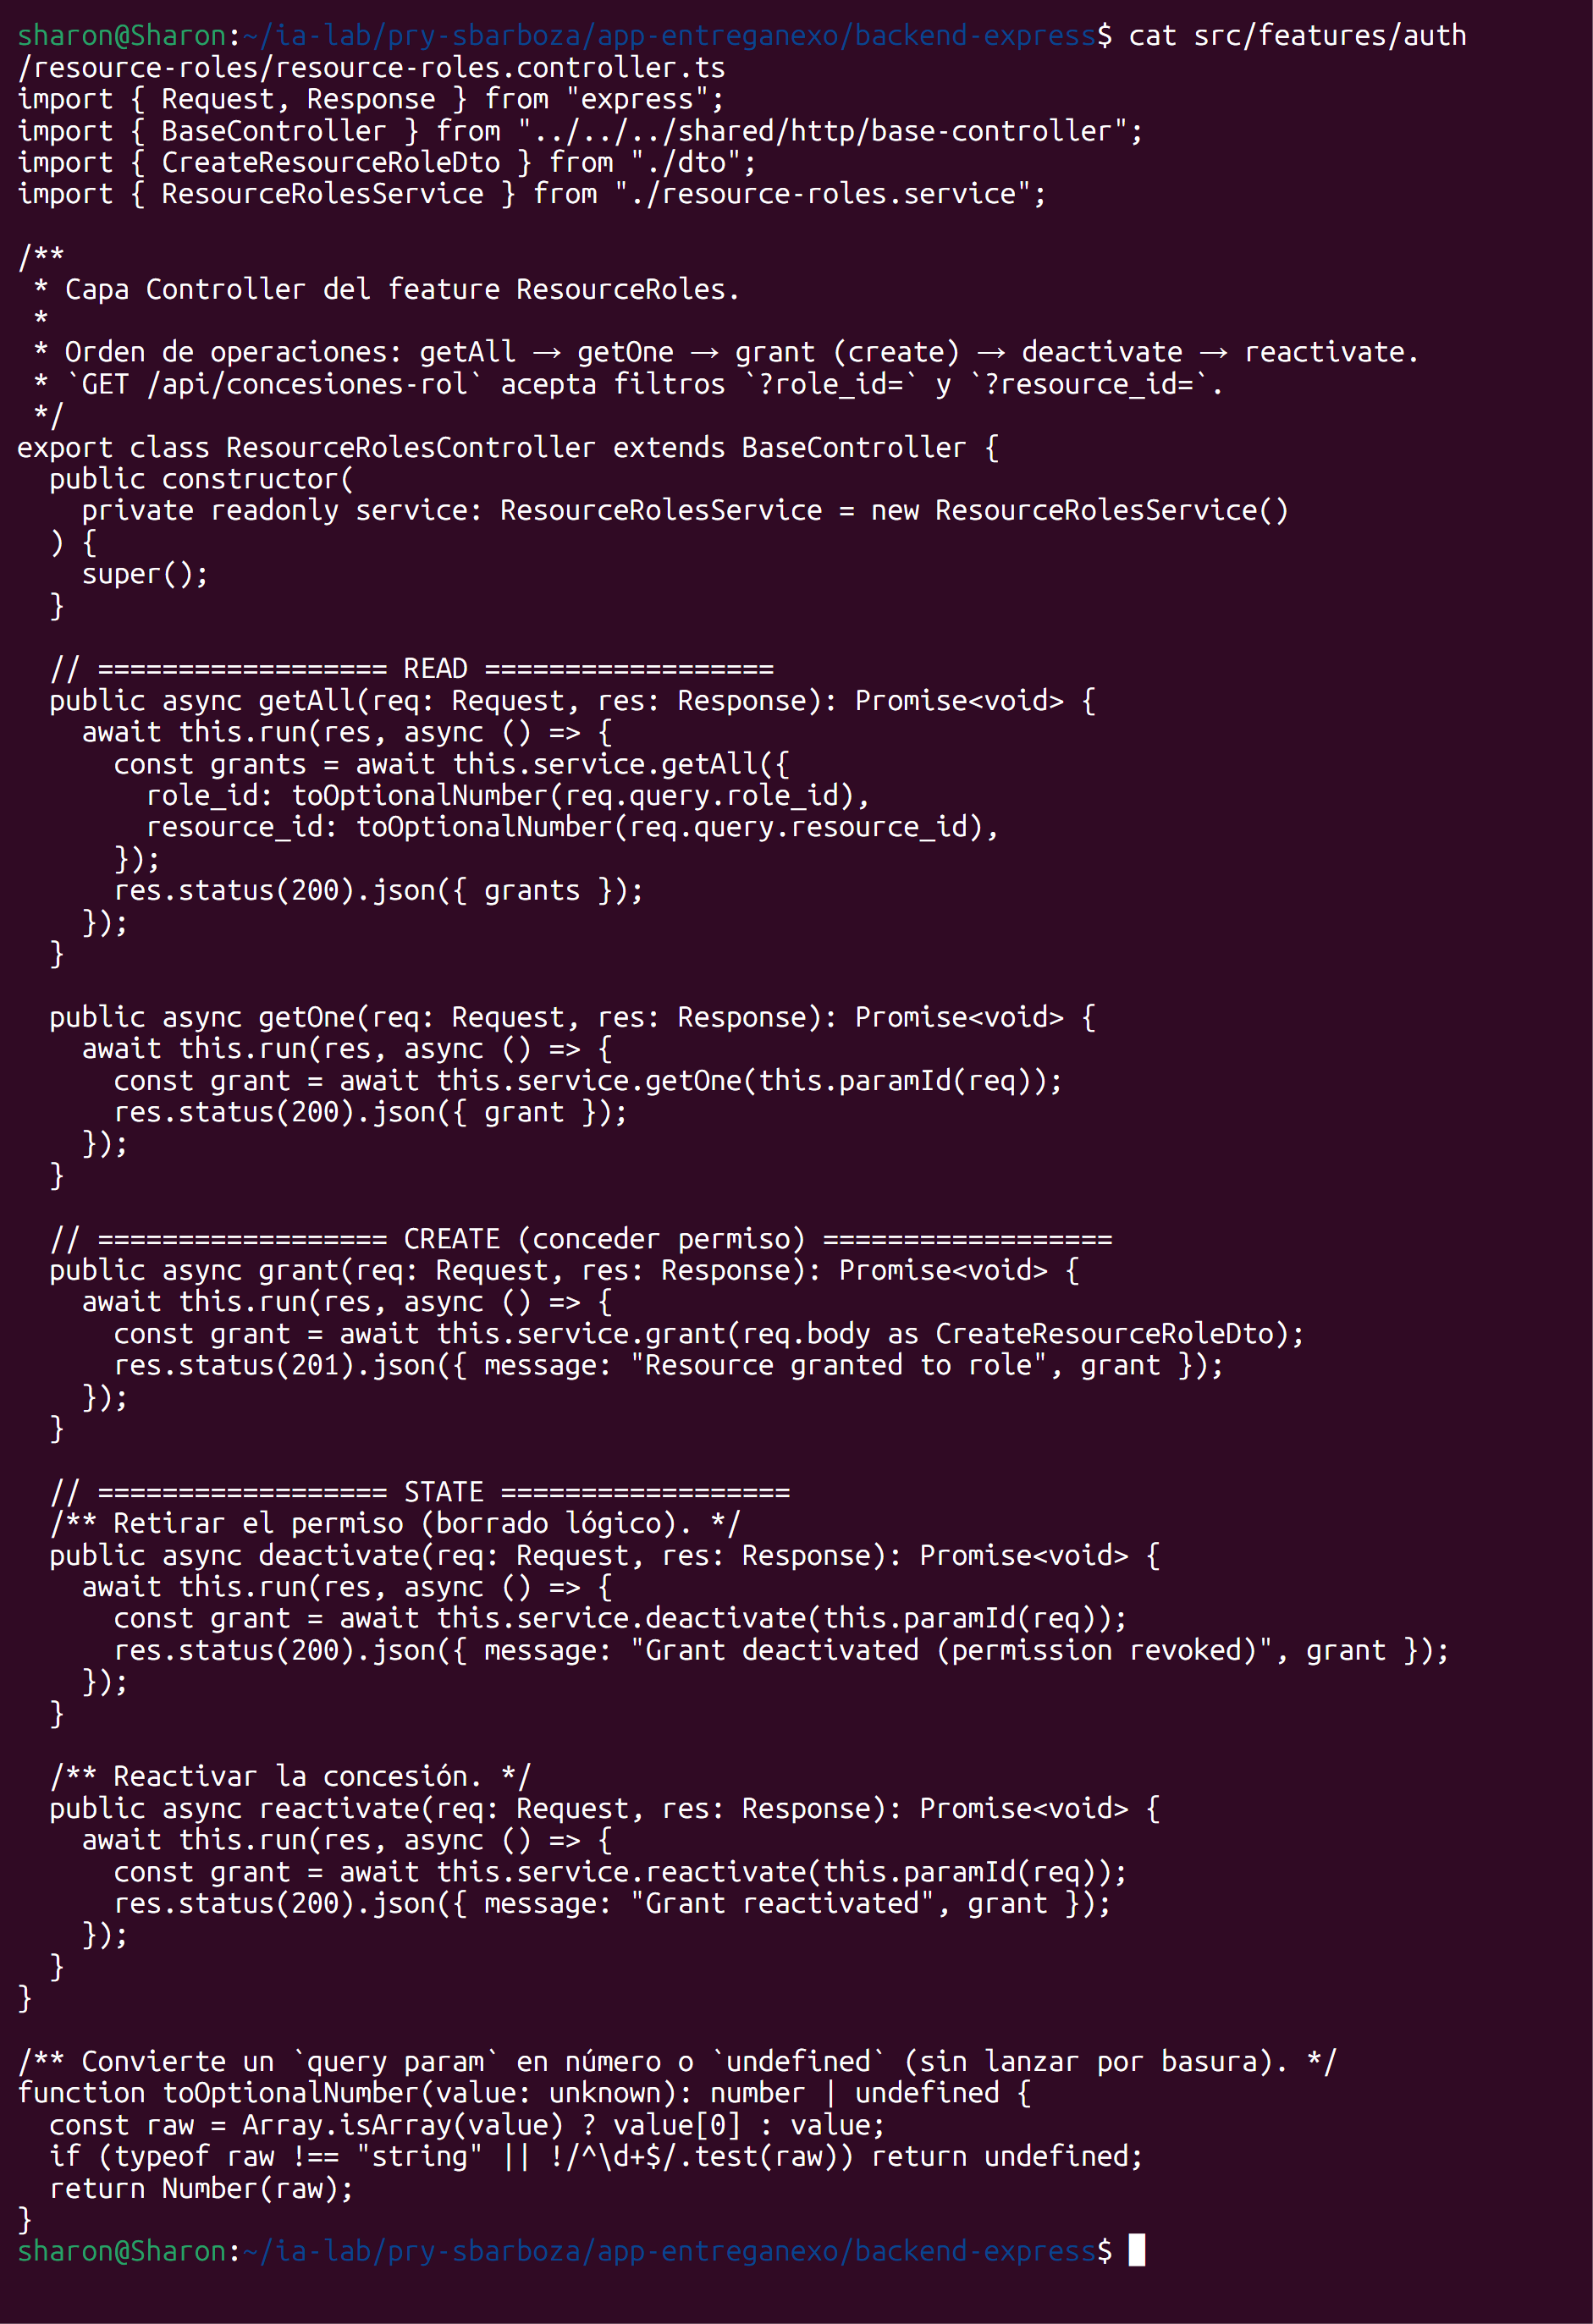 sharon@Sharon:~/ia-lab/pry-sbarboza/app-entreganexo/backend-express$ cat src/features/auth
/resource-roles/resource-roles.controller.ts
import { Request, Response } from "express";
import { BaseController } from "../../../shared/http/base-controller";
import { CreateResourceRoleDto } from "./dto";
import { ResourceRolesService } from "./resource-roles.service";

/**
 * Capa Controller del feature ResourceRoles.
 *
 * Orden de operaciones: getAll → getOne → grant (create) → deactivate → reactivate.
 * `GET /api/concesiones-rol` acepta filtros `?role_id=` y `?resource_id=`.
 */
export class ResourceRolesController extends BaseController {
  public constructor(
    private readonly service: ResourceRolesService = new ResourceRolesService()
  ) {
    super();
  }

  // ================== READ ==================
  public async getAll(req: Request, res: Response): Promise<void> {
    await this.run(res, async () => {
      const grants = await this.service.getAll({
        role_id: toOptionalNumber(req.query.role_id),
        resource_id: toOptionalNumber(req.query.resource_id),
      });
      res.status(200).json({ grants });
    });
  }

  public async getOne(req: Request, res: Response): Promise<void> {
    await this.run(res, async () => {
      const grant = await this.service.getOne(this.paramId(req));
      res.status(200).json({ grant });
    });
  }

  // ================== CREATE (conceder permiso) ==================
  public async grant(req: Request, res: Response): Promise<void> {
    await this.run(res, async () => {
      const grant = await this.service.grant(req.body as CreateResourceRoleDto);
      res.status(201).json({ message: "Resource granted to role", grant });
    });
  }

  // ================== STATE ==================
  /** Retirar el permiso (borrado lógico). */
  public async deactivate(req: Request, res: Response): Promise<void> {
    await this.run(res, async () => {
      const grant = await this.service.deactivate(this.paramId(req));
      res.status(200).json({ message: "Grant deactivated (permission revoked)", grant });
    });
  }

  /** Reactivar la concesión. */
  public async reactivate(req: Request, res: Response): Promise<void> {
    await this.run(res, async () => {
      const grant = await this.service.reactivate(this.paramId(req));
      res.status(200).json({ message: "Grant reactivated", grant });
    });
  }
}

/** Convierte un `query param` en número o `undefined` (sin lanzar por basura). */
function toOptionalNumber(value: unknown): number | undefined {
  const raw = Array.isArray(value) ? value[0] : value;
  if (typeof raw !== "string" || !/^\d+$/.test(raw)) return undefined;
  return Number(raw);
}
sharon@Sharon:~/ia-lab/pry-sbarboza/app-entreganexo/backend-express$